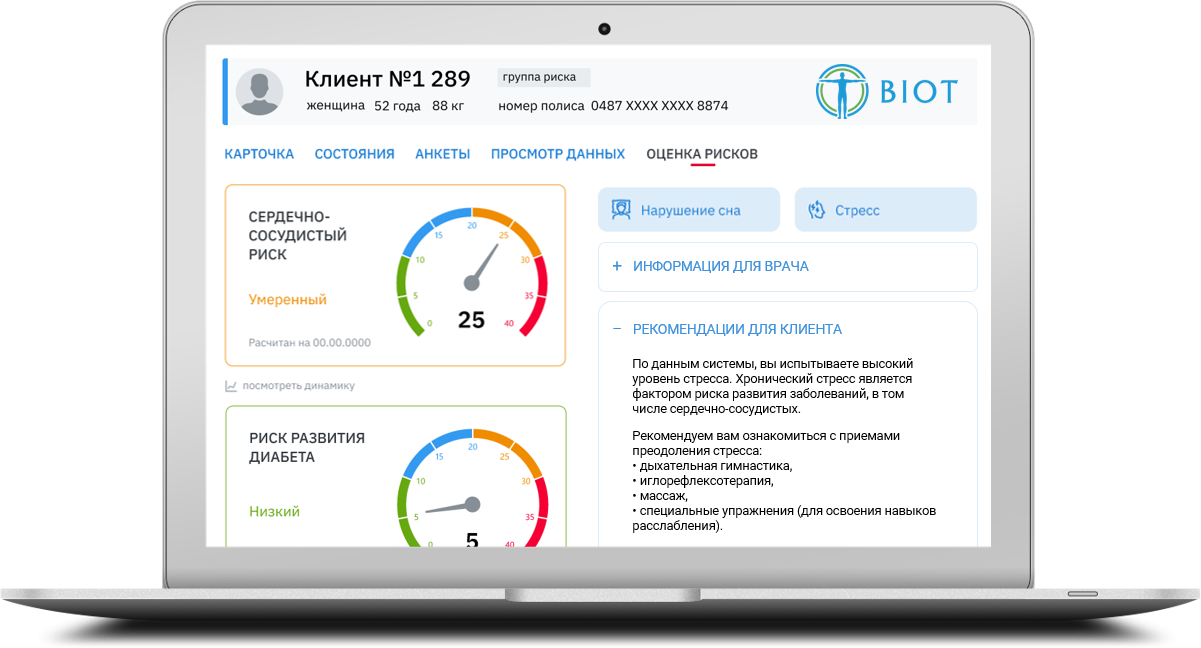 Клиент №1 289
группа риска
женщина 52 года 88 кг
номер полиса 0487 XXXX XXXX 8874
BIOT
КАРТОЧКА СОСТОЯНИЯ АНКЕТЫ ПРОСМОТР ДАННЫХ ОЦЕНКА РИСКОВ
СЕРДЕЧНО-
СОСУДИСТЫЙ
РИСК
Умеренный
Расчитан на 00.00.0000
0
5
10
15
20
25
30
35
40
25
посмотреть динамику
РИСК РАЗВИТИЯ
ДИАБЕТА
Низкий
0
5
10
15
20
25
30
35
40
5
Нарушение сна
Стресс
+ ИНФОРМАЦИЯ ДЛЯ ВРАЧА
− РЕКОМЕНДАЦИИ ДЛЯ КЛИЕНТА
По данным системы, вы испытываете высокий
уровень стресса. Хронический стресс является
фактором риска развития заболеваний, в том
числе сердечно-сосудистых.
Рекомендуем вам ознакомиться с приемами
преодоления стресса:
• дыхательная гимнастика,
• иглорефлексотерапия,
• массаж,
• специальные упражнения (для освоения навыков
расслабления).